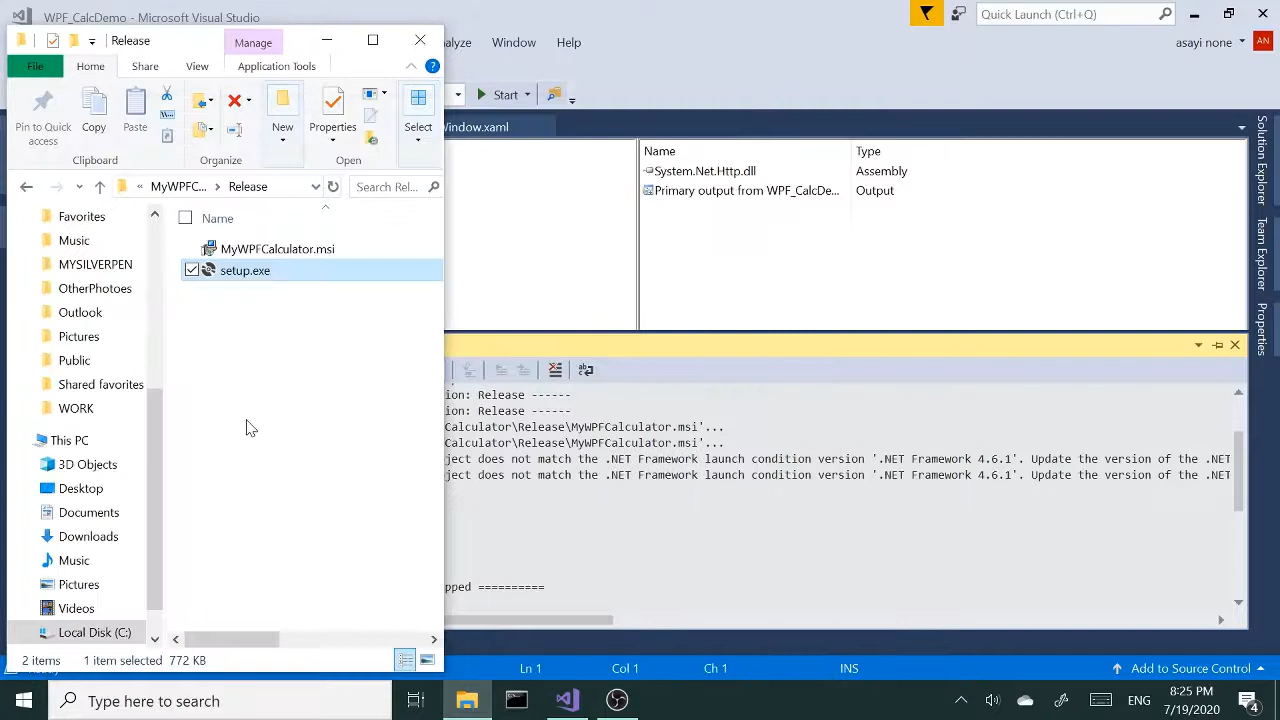 WPF_CalcDemo - Microsoft Visual Studio
Quick Launch (Ctrl+Q)
Release
Manage
alyze
Window
Help
asayi none
AN
File
Home
Share
View
Application Tools
Start
Pin to Quick access
Copy
Paste
New
Properties
Select
Clipboard
Organize
Open
Window.xaml
Name
Type
System.Net.Http.dll
Assembly
Primary output from WPF_CalcDe...
Output
Solution Explorer
Team Explorer
Properties
« MyWPFC... > Release
Search Rel...
Name
MyWPFCalculator.msi
setup.exe
Favorites
Music
MYSILVERPEN
OtherPhotoes
Outlook
Pictures
Public
Shared favorites
WORK
This PC
3D Objects
Desktop
Documents
Downloads
Music
Pictures
Videos
Local Disk (C:)
ion: Release ------
ion: Release ------
Calculator\Release\MyWPFCalculator.msi'...
Calculator\Release\MyWPFCalculator.msi'...
ject does not match the .NET Framework launch condition version '.NET Framework 4.6.1'. Update the version of the .NET
ject does not match the .NET Framework launch condition version '.NET Framework 4.6.1'. Update the version of the .NET
pped ==========
2 items
1 item selected 772 KB
Ln 1
Col 1
Ch 1
INS
Add to Source Control
Type here to search
ENG
8:25 PM
7/19/2020
4